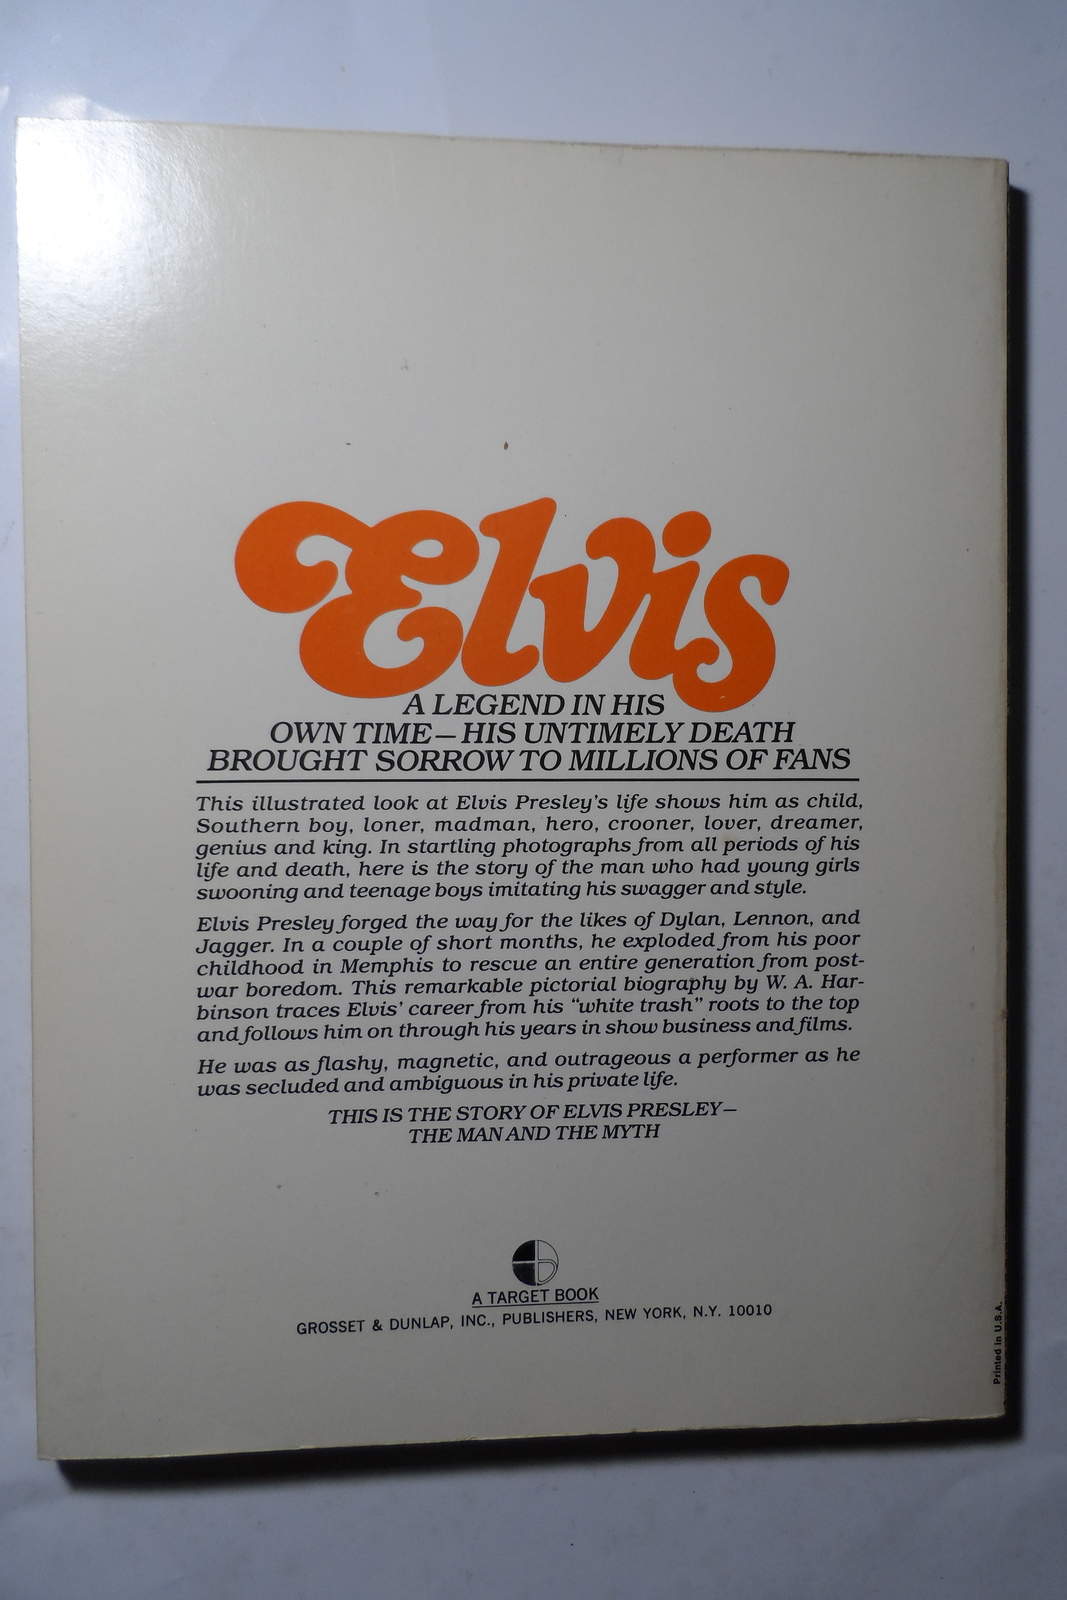 Elvis
A LEGEND IN HIS
OWN TIME—HIS UNTIMELY DEATH
BROUGHT SORROW TO MILLIONS OF FANS
This illustrated look at Elvis Presley's life shows him as child,
Southern boy, loner, madman, hero, crooner, lover, dreamer,
genius and king. In startling photographs from all periods of his
life and death, here is the story of the man who had young girls
swooning and teenage boys imitating his swagger and style.
Elvis Presley forged the way for the likes of Dylan, Lennon, and
Jagger. In a couple of short months, he exploded from his poor
childhood in Memphis to rescue an entire generation from post-
war boredom. This remarkable pictorial biography by W. A. Har-
binson traces Elvis' career from his “white trash” roots to the top
and follows him on through his years in show business and films.
He was as flashy, magnetic, and outrageous a performer as he
was secluded and ambiguous in his private life.
THIS IS THE STORY OF ELVIS PRESLEY—
THE MAN AND THE MYTH
A TARGET BOOK
GROSSET & DUNLAP, INC., PUBLISHERS, NEW YORK, N.Y. 10010
Printed in U.S.A.